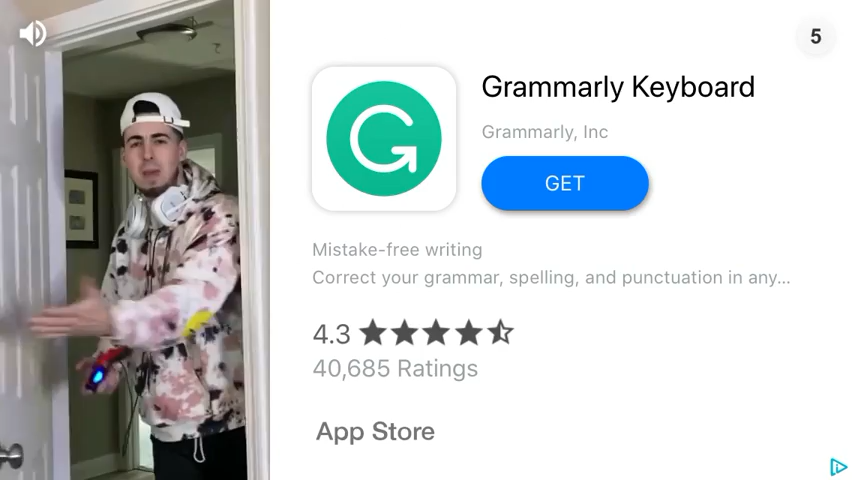 5
Grammarly Keyboard
Grammarly, Inc
GET
Mistake-free writing
Correct your grammar, spelling, and punctuation in any...
4.3
40,685 Ratings
App Store